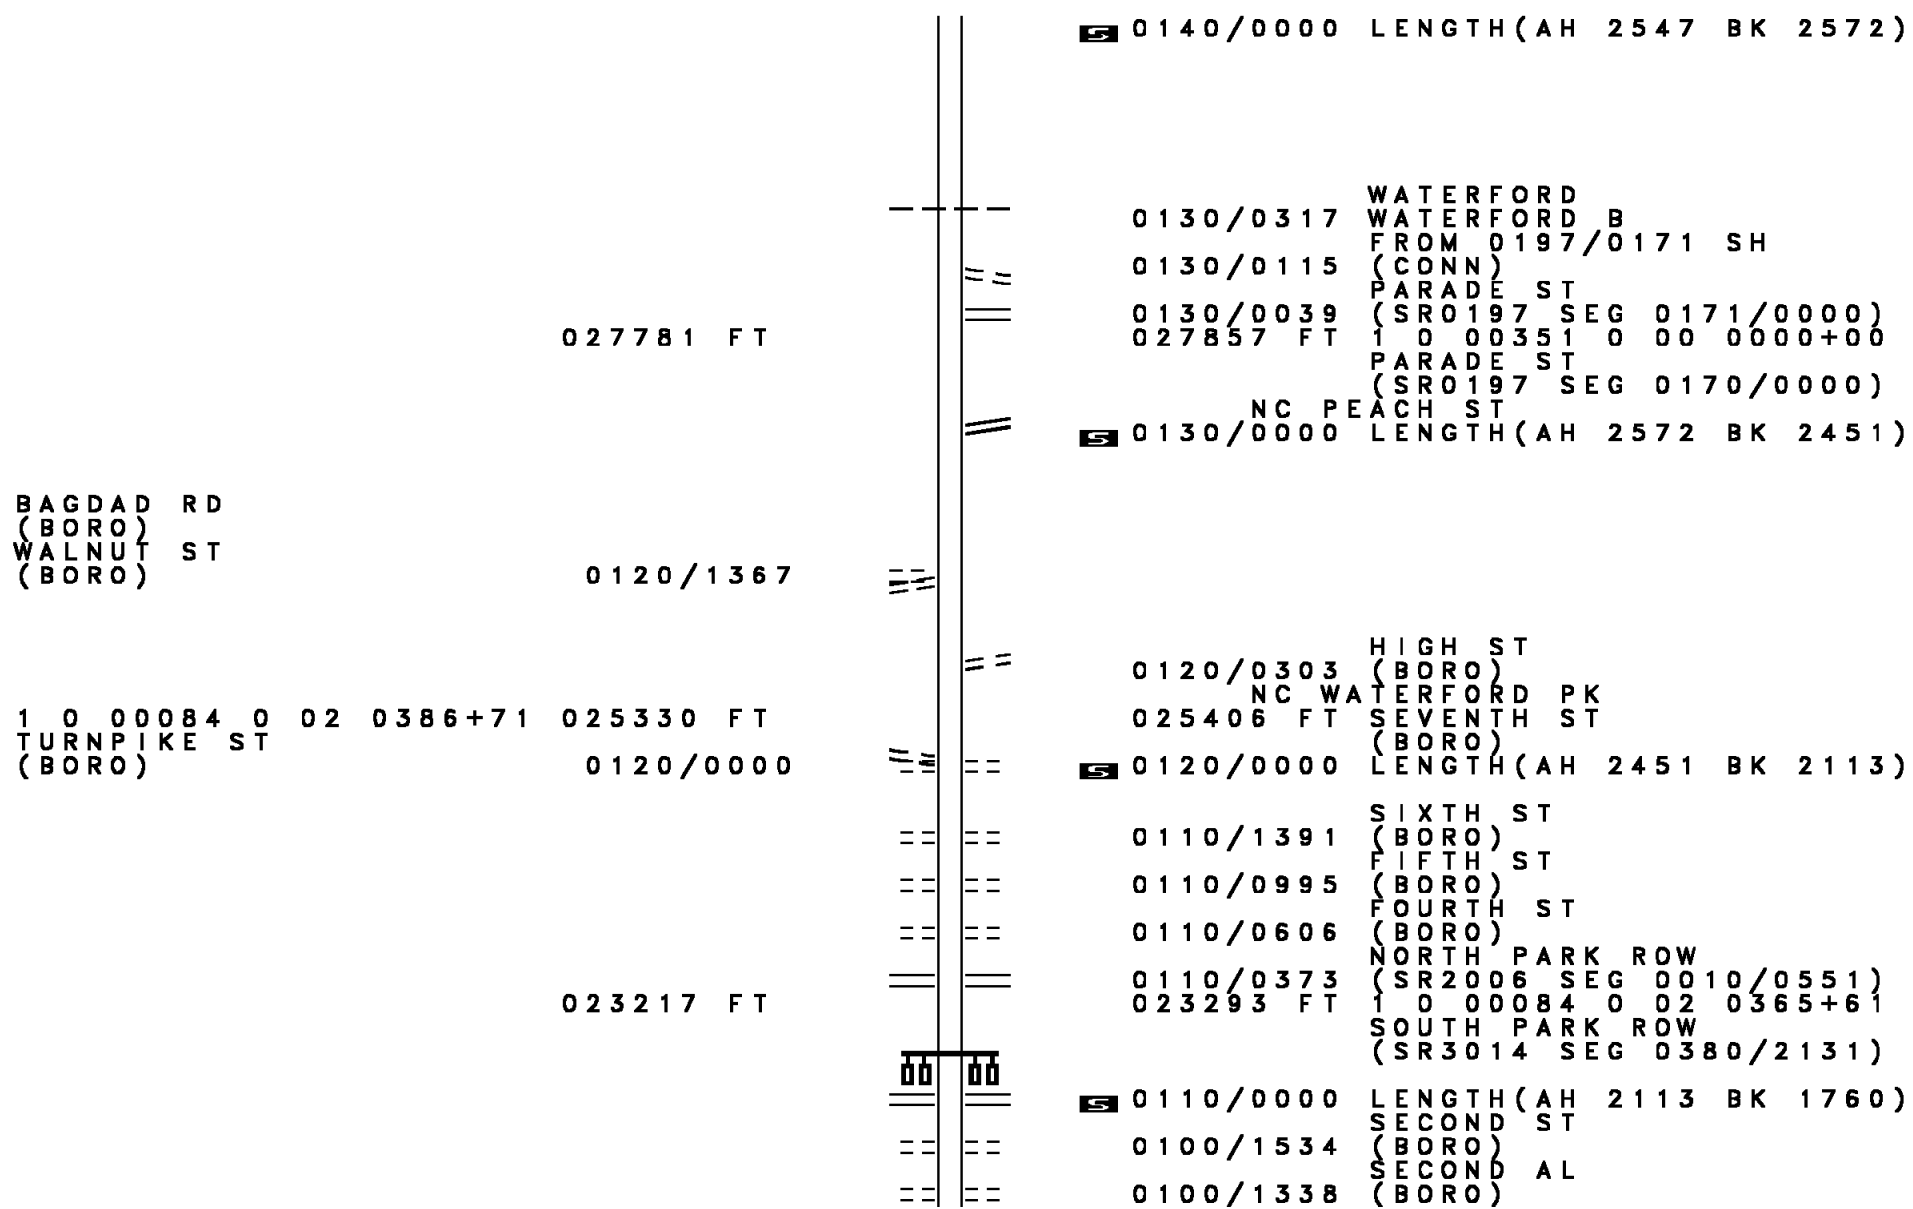 S 0140/0000 LENGTH(AH 2547 BK 2572)
WATERFORD
0130/0317 WATERFORD B
FROM 0197/0171 SH
0130/0115 (CONN)
PARADE ST
0130/0039 (SR0197 SEG 0171/0000)
027781 FT 027857 FT 1 0 00351 0 00 0000+00
PARADE ST
(SR0197 SEG 0170/0000)
NC PEACH ST
S 0130/0000 LENGTH(AH 2572 BK 2451)
BAGDAD RD
(BORO)
WALNUT ST
(BORO) 0120/1367
HIGH ST
0120/0303 (BORO)
NC WATERFORD PK
1 0 00084 0 02 0386+71 025330 FT 025406 FT SEVENTH ST
TURNPIKE ST (BORO)
(BORO) 0120/0000 S 0120/0000 LENGTH(AH 2451 BK 2113)
SIXTH ST
0110/1391 (BORO)
FIFTH ST
0110/0995 (BORO)
FOURTH ST
0110/0606 (BORO)
NORTH PARK ROW
0110/0373 (SR2006 SEG 0010/0551)
023217 FT 023293 FT 1 0 00084 0 02 0365+61
SOUTH PARK ROW
(SR3014 SEG 0380/2131)
S 0110/0000 LENGTH(AH 2113 BK 1760)
SECOND ST
0100/1534 (BORO)
SECOND AL
0100/1338 (BORO)